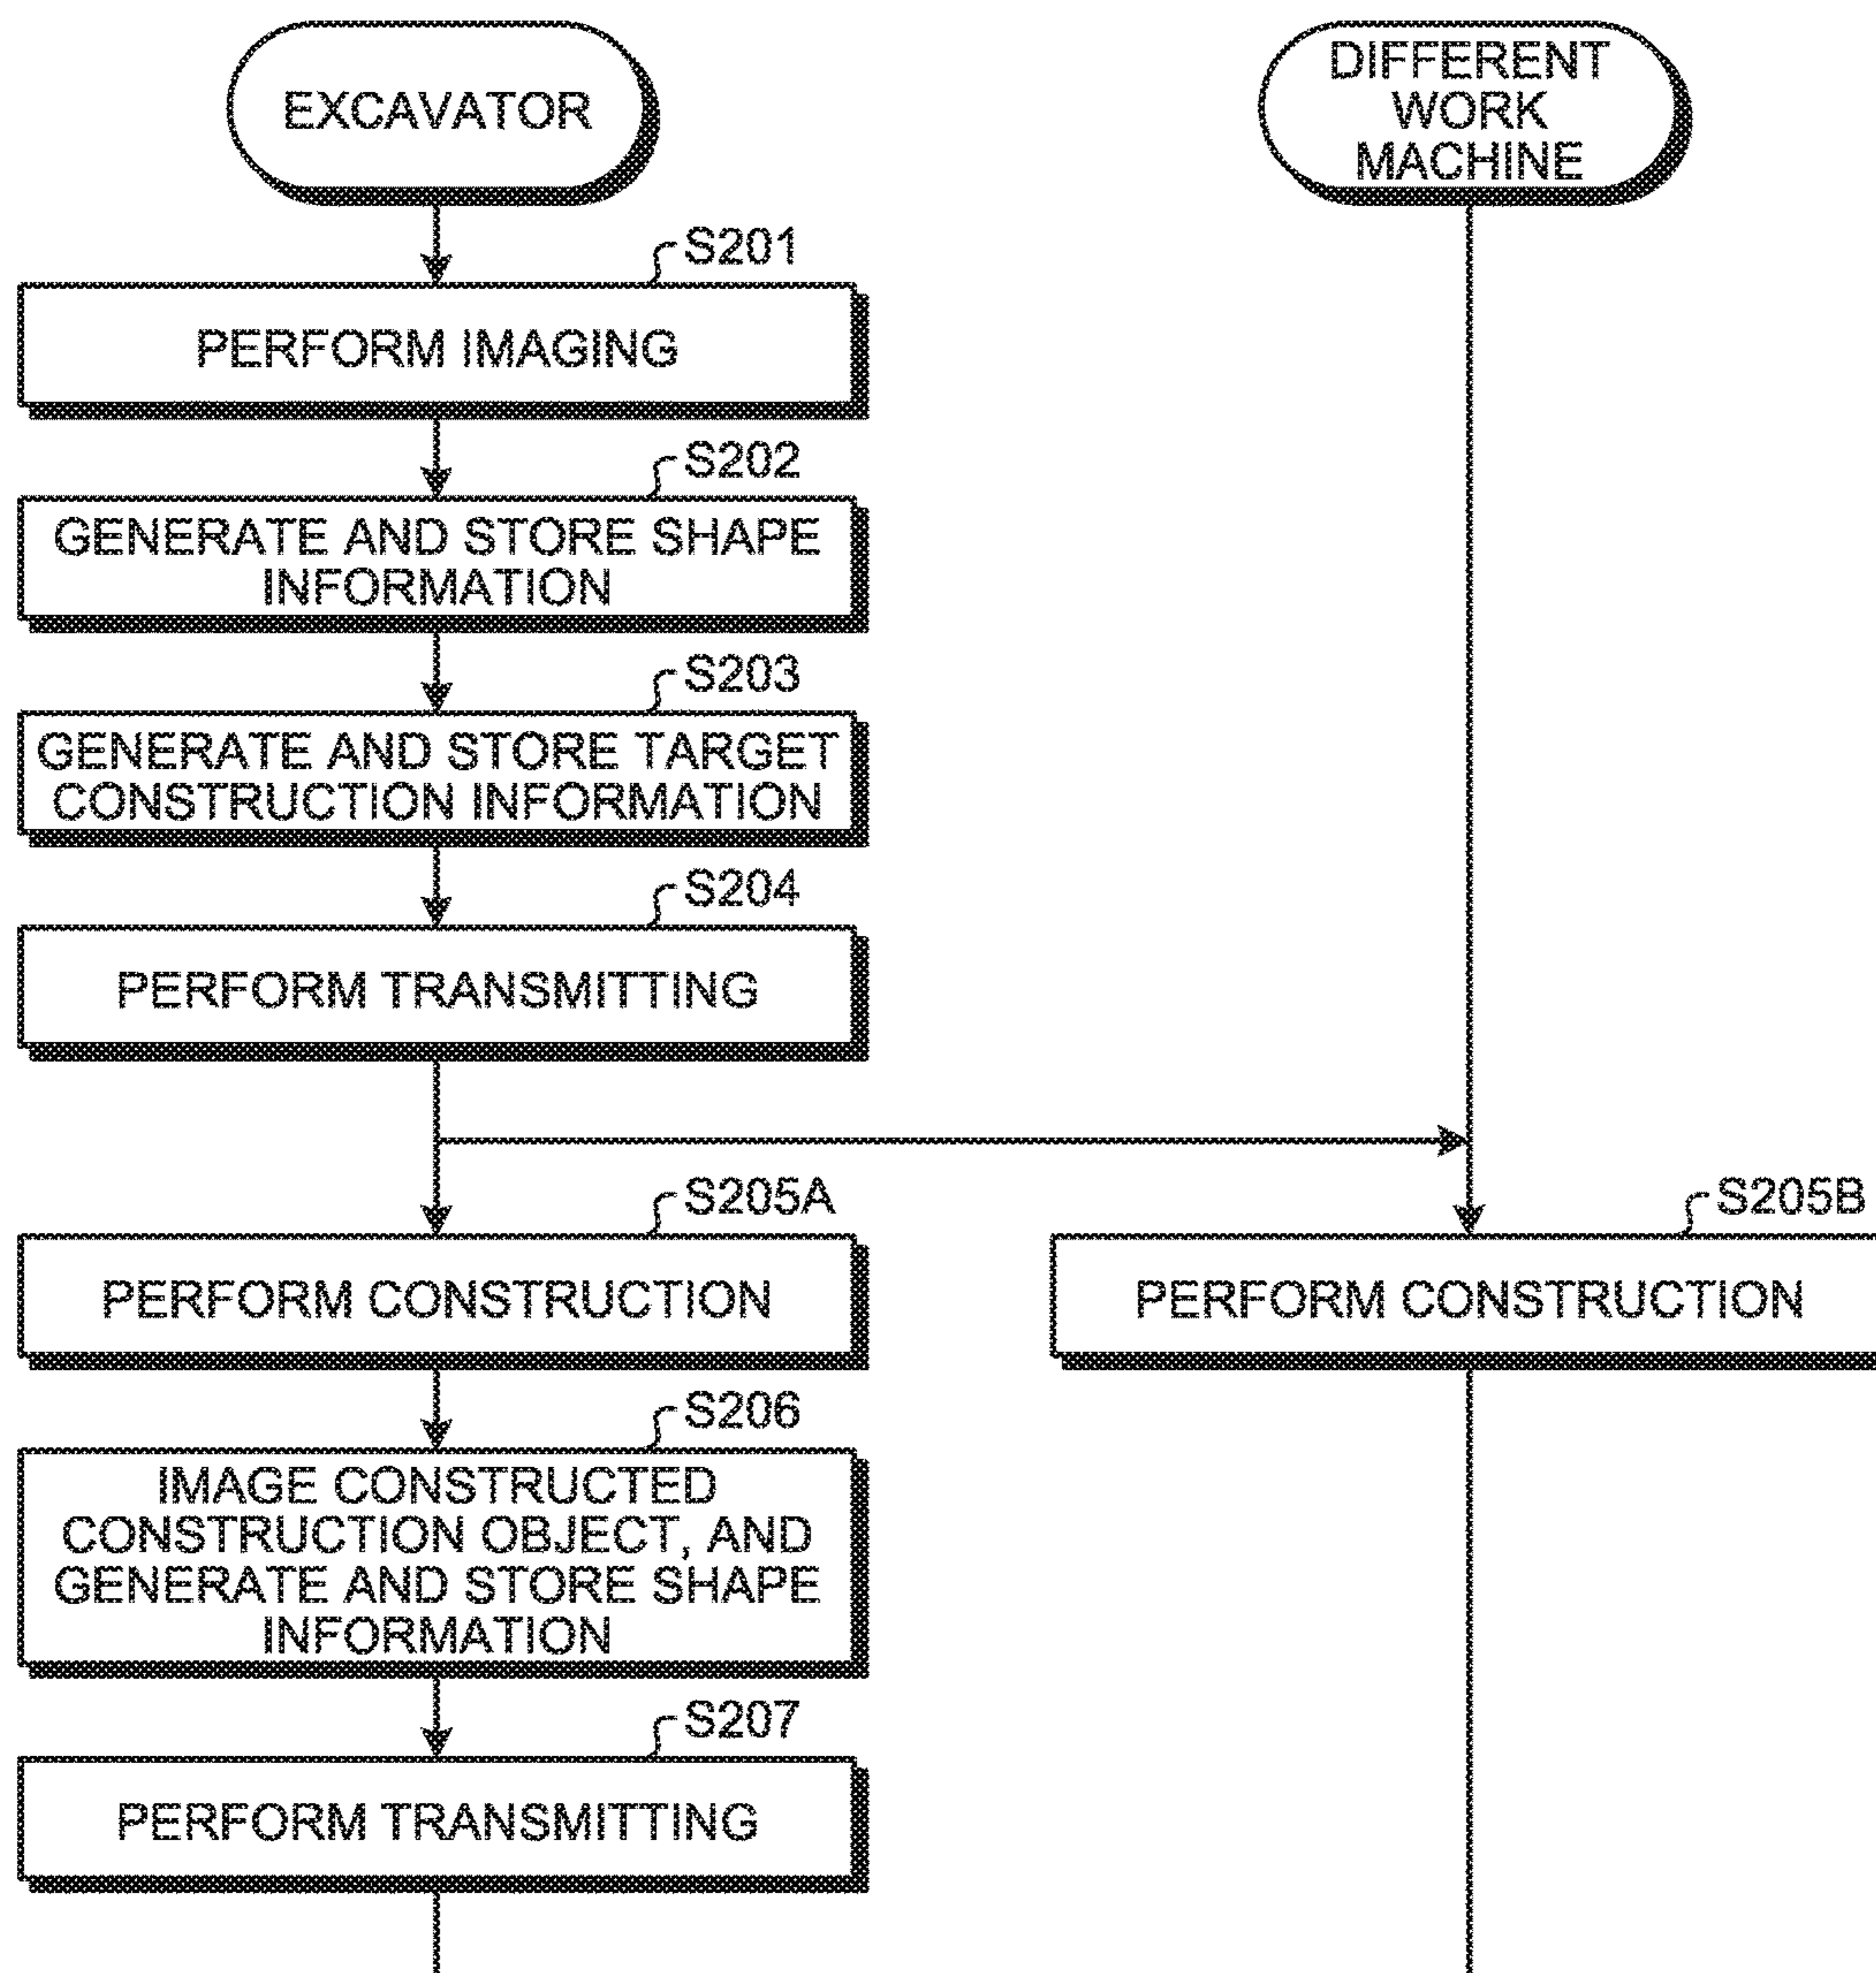 EXCAVATOR
DIFFERENT
WORK
MACHINE
S201
PERFORM IMAGING
S202
GENERATE AND STORE SHAPE
INFORMATION
S203
GENERATE AND STORE TARGET
CONSTRUCTION INFORMATION
S204
PERFORM TRANSMITTING
S205A
PERFORM CONSTRUCTION
S205B
PERFORM CONSTRUCTION
S206
IMAGE CONSTRUCTED
CONSTRUCTION OBJECT, AND
GENERATE AND STORE SHAPE
INFORMATION
S207
PERFORM TRANSMITTING